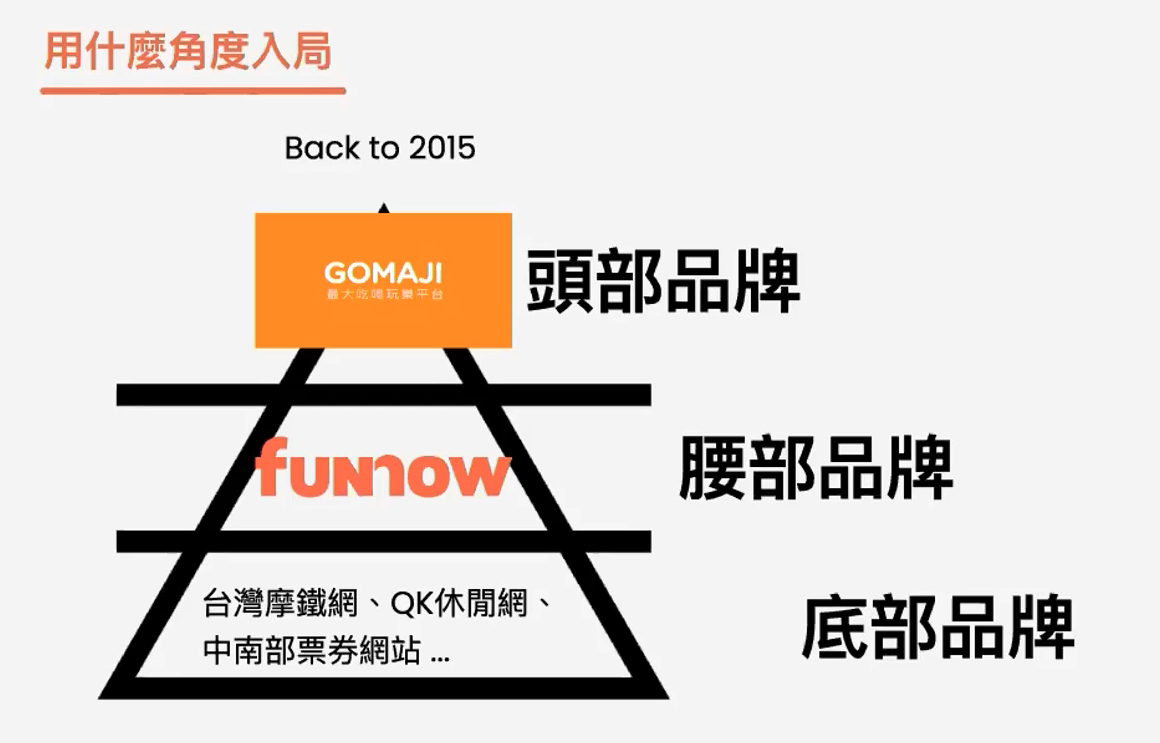 用什麼角度入局
Back to 2015
GOMAJI
最大吃喝玩樂平台
頭部品牌
funnow
腰部品牌
台灣摩鐵網、QK休閒網、
中南部票券網站 ...
底部品牌